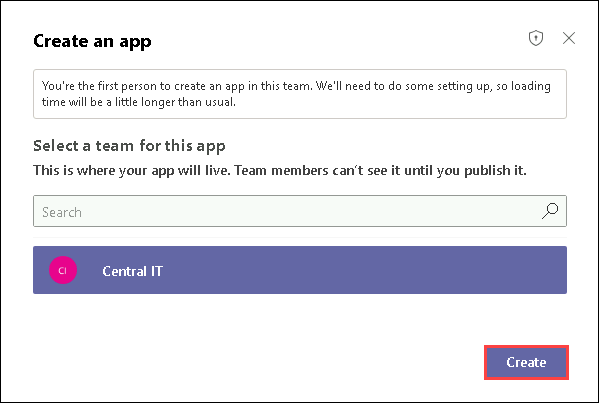 Create an app
You're the first person to create an app in this team. We'll need to do some setting up, so loading
time will be a little longer than usual.
Select a team for this app
This is where your app will live. Team members can't see it until you publish it.
Search
CI
Central IT
Create